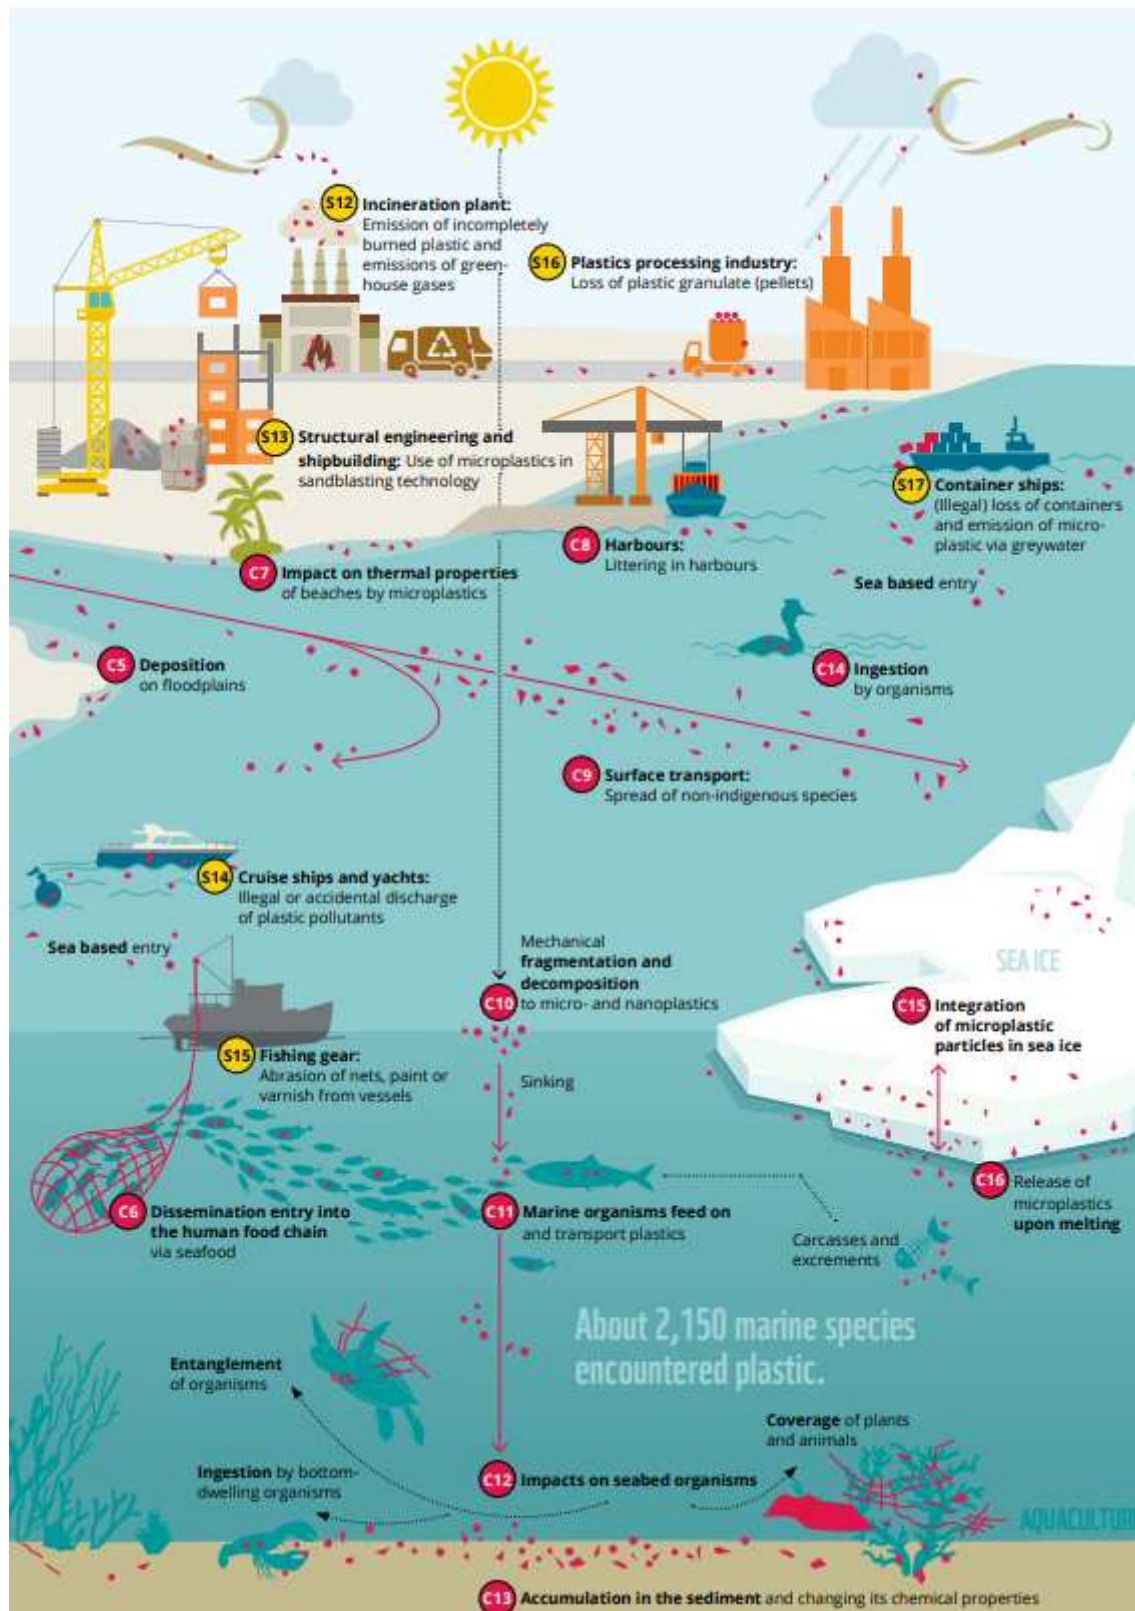 S12 Incineration plant:
Emission of incompletely
burned plastic and
emissions of green-
house gases
S16 Plastics processing industry:
Loss of plastic granulate (pellets)
S13 Structural engineering and
shipbuilding: Use of microplastics in
sandblasting technology
S17 Container ships:
(Illegal) loss of containers
and emission of micro-
plastic via greywater
C8 Harbours:
Littering in harbours
C7 Impact on thermal properties
of beaches by microplastics
Sea based entry
C5 Deposition
on floodplains
C14 Ingestion
by organisms
C9 Surface transport:
Spread of non-indigenous species
S14 Cruise ships and yachts:
Illegal or accidental discharge
of plastic pollutants
Sea based entry
Mechanical
fragmentation and
decomposition
C10 to micro- and nanoplastics
SEA ICE
C15 Integration
of microplastic
particles in sea ice
S15 Fishing gear:
Abrasion of nets, paint or
varnish from vessels
Sinking
C6 Dissemination entry into
the human food chain
via seafood
C11 Marine organisms feed on
and transport plastics
C16 Release of
microplastics
upon melting
Carcasses and
excrements
About 2,150 marine species
encountered plastic.
Entanglement
of organisms
Coverage of plants
and animals
Ingestion by bottom-
dwelling organisms
C12 Impacts on seabed organisms
AQUACULTUR
C13 Accumulation in the sediment and changing its chemical properties